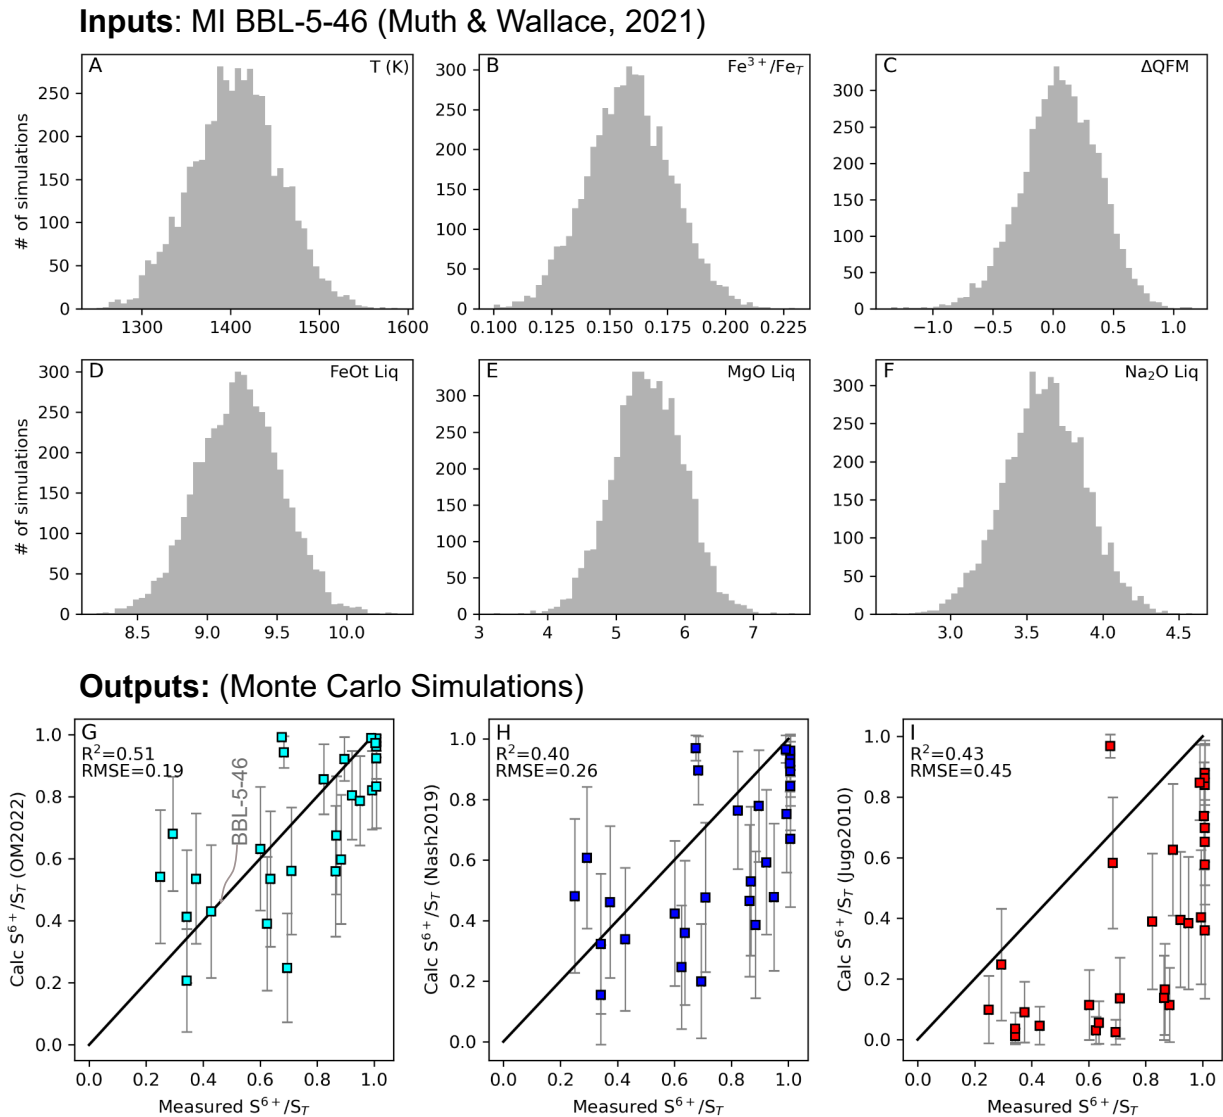 Inputs: MI BBL-5-46 (Muth & Wallace, 2021)
A T (K)
B Fe³⁺/Fe_T
C ΔQFM
# of simulations
250
200
150
100
50
0
1300 1400 1500 1600
300
250
200
150
100
50
0
0.100 0.125 0.150 0.175 0.200 0.225
300
250
200
150
100
50
0
−1.0 −0.5 0.0 0.5 1.0
D FeOt Liq
E MgO Liq
F Na₂O Liq
# of simulations
300
250
200
150
100
50
0
8.5 9.0 9.5 10.0
300
250
200
150
100
50
0
3 4 5 6 7
300
250
200
150
100
50
0
3.0 3.5 4.0 4.5
Outputs: (Monte Carlo Simulations)
G
R²=0.51
RMSE=0.19
BBL-5-46
Calc S⁶⁺/S_T (OM2022)
1.0
0.8
0.6
0.4
0.2
0.0
0.0 0.2 0.4 0.6 0.8 1.0
Measured S⁶⁺/S_T
H
R²=0.40
RMSE=0.26
Calc S⁶⁺/S_T (Nash2019)
1.0
0.8
0.6
0.4
0.2
0.0
0.0 0.2 0.4 0.6 0.8 1.0
Measured S⁶⁺/S_T
I
R²=0.43
RMSE=0.45
Calc S⁶⁺/S_T (Jugo2010)
1.0
0.8
0.6
0.4
0.2
0.0
0.0 0.2 0.4 0.6 0.8 1.0
Measured S⁶⁺/S_T